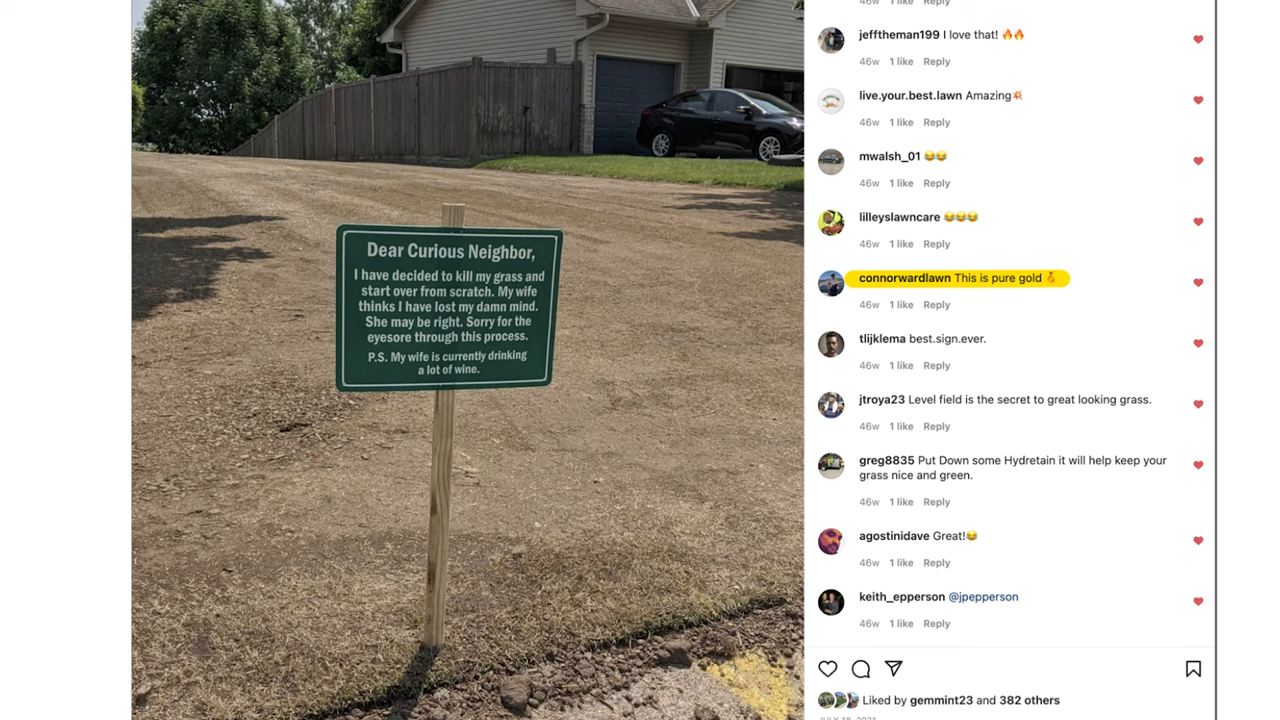 Dear Curious Neighbor,
I have decided to kill my grass and
start over from scratch. My wife
thinks I have lost my damn mind.
She may be right. Sorry for the
eyesore through this process.
P.S. My wife is currently drinking
a lot of wine.
46w 1 like Reply
jefftheman199 I love that! 🔥🔥
46w 1 like Reply
live.your.best.lawn Amazing💥
46w 1 like Reply
mwalsh_01 😂😂
46w 1 like Reply
lilleyslawncare 😂😂😂
46w 1 like Reply
connorwardlawn This is pure gold 🥇
46w 1 like Reply
tlijklema best.sign.ever.
46w 1 like Reply
jtroya23 Level field is the secret to great looking grass.
46w 1 like Reply
greg8835 Put Down some Hydretain it will help keep your
grass nice and green.
46w 1 like Reply
agostinidave Great!😂
46w 1 like Reply
keith_epperson @jpepperson
46w 1 like Reply
Liked by gemmint23 and 382 others